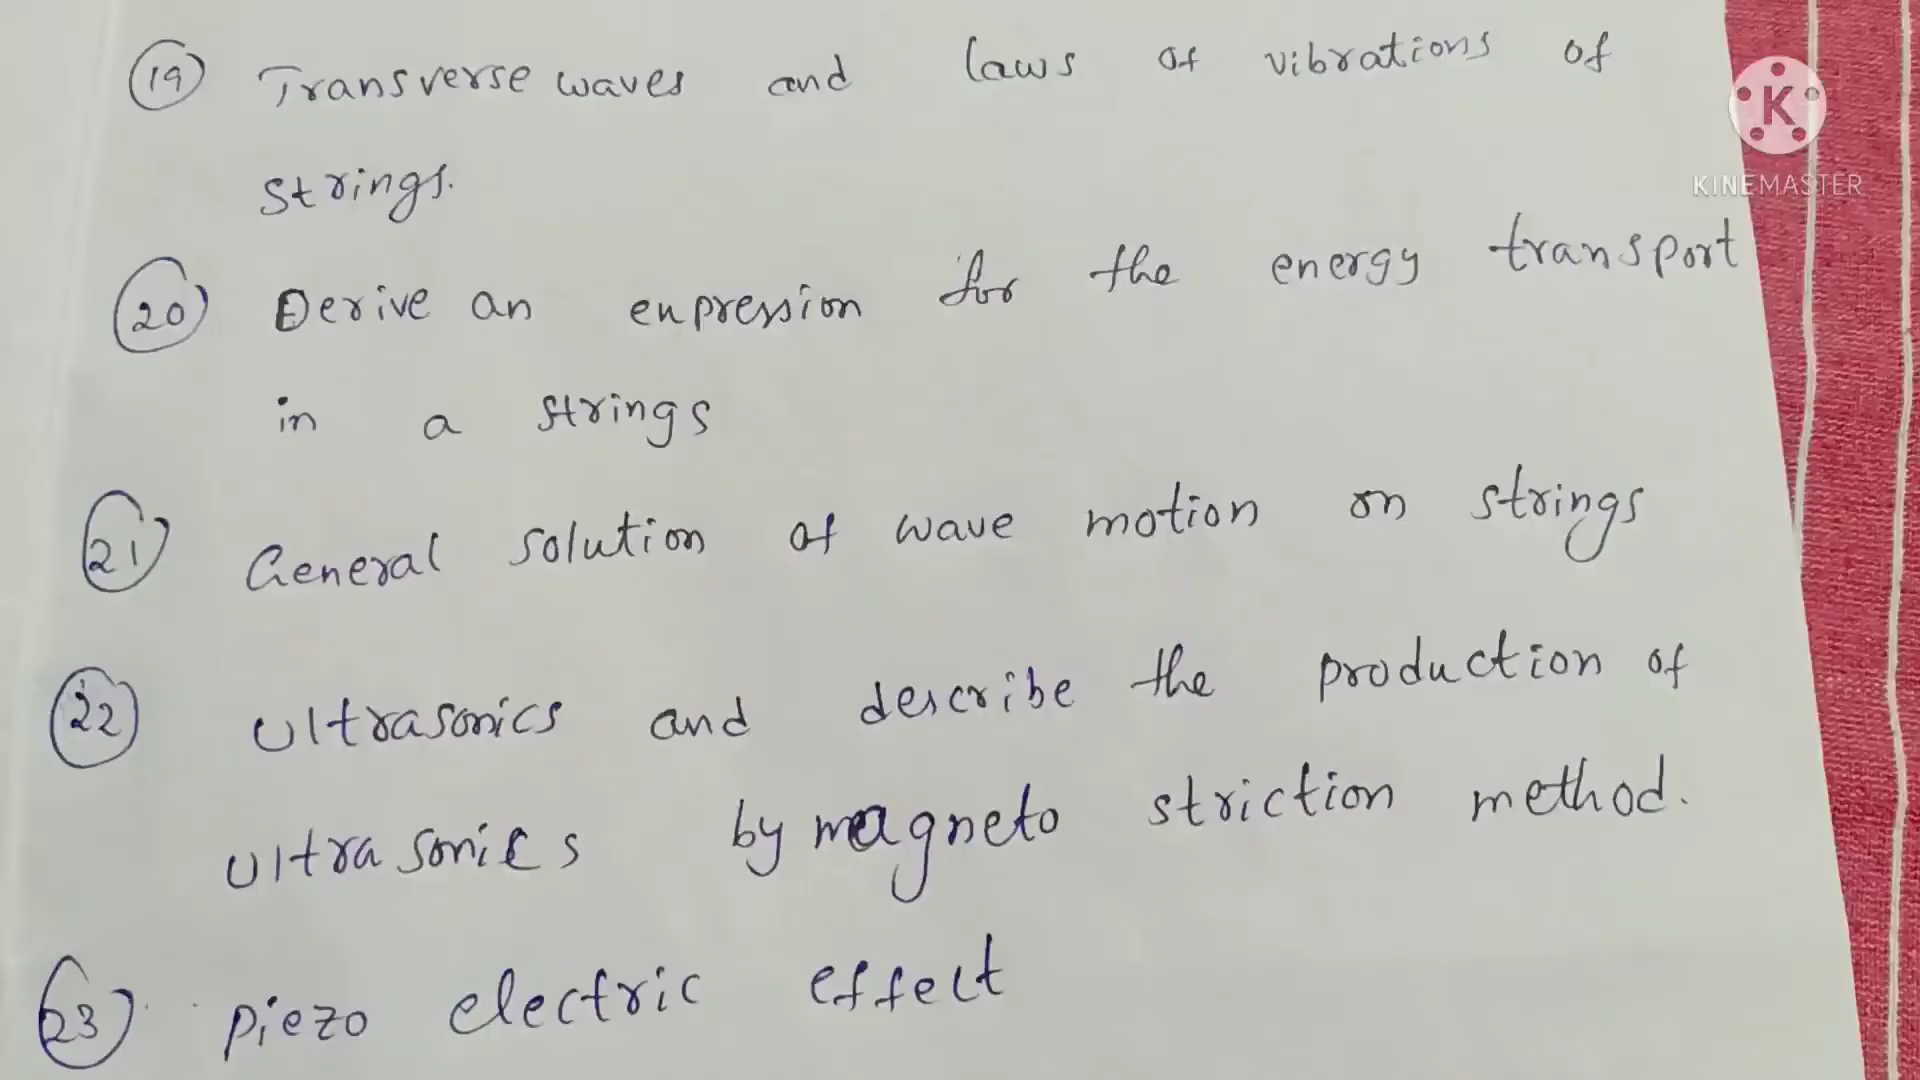 19 Transverse waves and laws of vibrations of
strings.
20 Derive an enpression for the energy transport
in a strings
21 General solution of wave motion on strings
22 Ultrasonics and describe the production of
ultrasonics by magneto striction method.
23 piezo electric effect
K
KINEMASTER